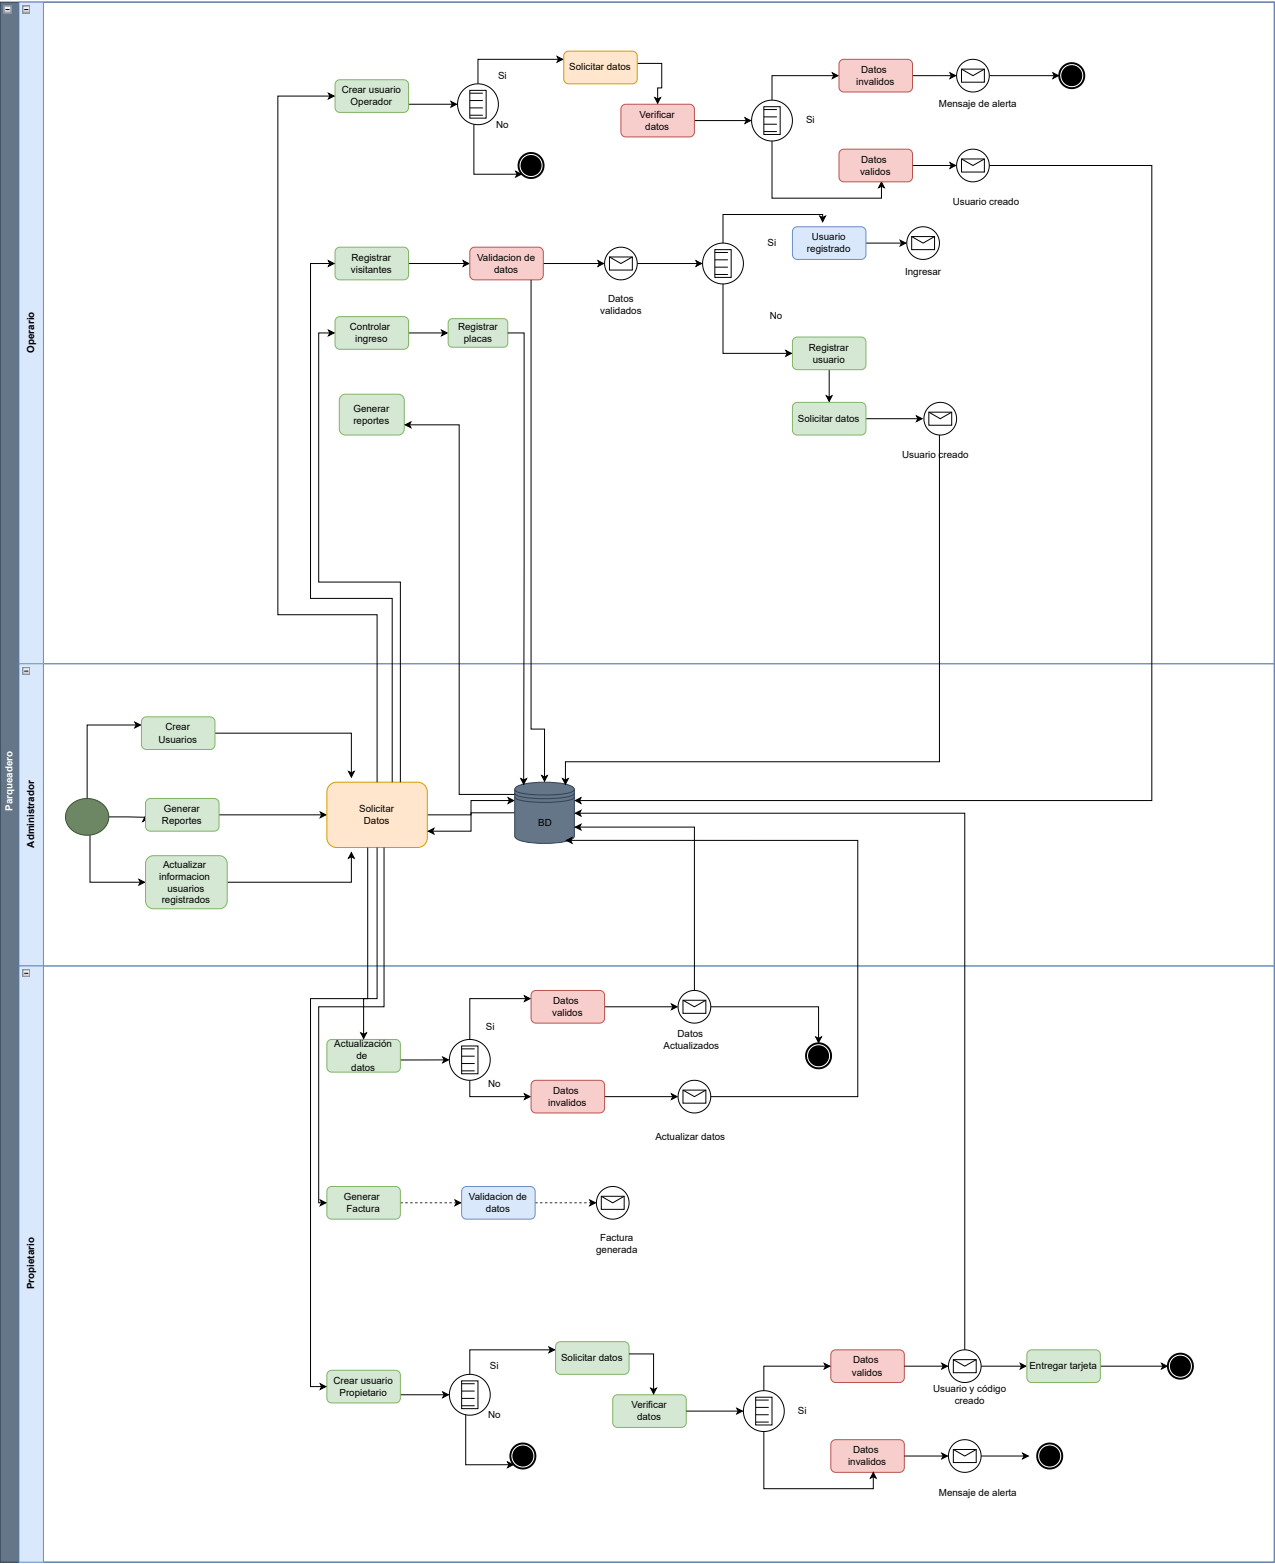 Parqueadero
Operario
Crear usuario
Operador
Si
No
Solicitar datos
Verificar
datos
Si
Datos
invalidos
Mensaje de alerta
Datos
validos
Usuario creado
Registrar
visitantes
Validacion de
datos
Datos
validados
Si
Usuario
registrado
Ingresar
No
Controlar
ingreso
Registrar
placas
Registrar
usuario
Generar
reportes
Solicitar datos
Usuario creado
Administrador
Crear
Usuarios
Generar
Reportes
Actualizar
informacion
usuarios
registrados
Solicitar
Datos
BD
Propietario
Actualización
de
datos
Si
No
Datos
validos
Datos
Actualizados
Datos
invalidos
Actualizar datos
Generar
Factura
Validacion de
datos
Factura
generada
Crear usuario
Propietario
Si
No
Solicitar datos
Verificar
datos
Si
Datos
validos
Usuario y código
creado
Entregar tarjeta
Datos
invalidos
Mensaje de alerta